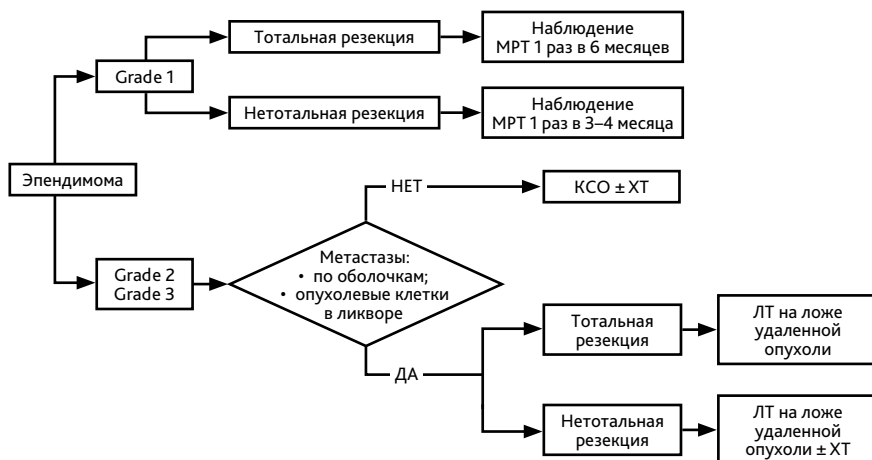 Эпендимома
Grade 1
Тотальная резекция
Наблюдение
МРТ 1 раз в 6 месяцев
Нетотальная резекция
Наблюдение
МРТ 1 раз в 3–4 месяца
Grade 2
Grade 3
Метастазы:
• по оболочкам;
• опухолевые клетки
в ликворе
НЕТ
КСО ± ХТ
ДА
Тотальная
резекция
ЛТ на ложе
удаленной
опухоли
Нетотальная
резекция
ЛТ на ложе
удаленной
опухоли ± ХТ